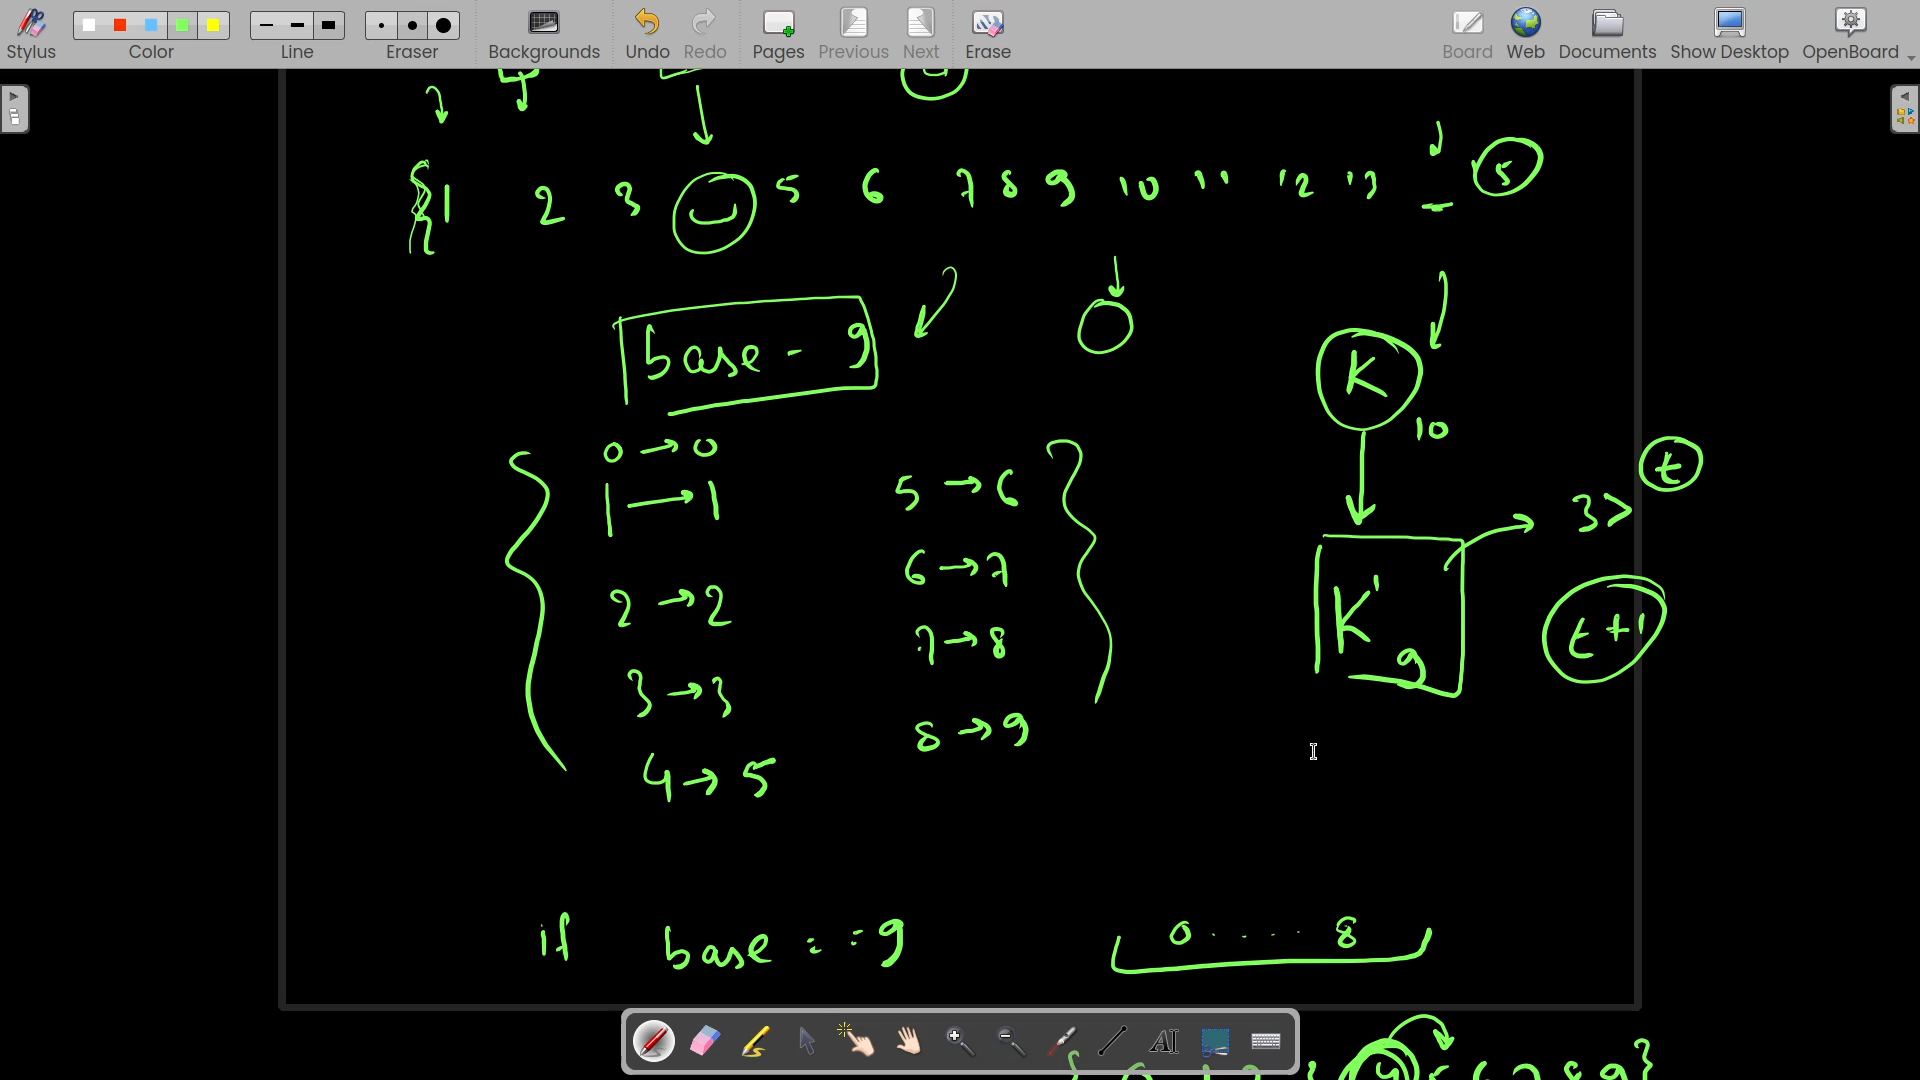 Stylus Color Line Eraser Backgrounds Undo Redo Pages Previous Next Erase Board Web Documents Show Desktop OpenBoard
1 2 3 5 6 7 8 9 10 11 12 13 _ 5
base - 9
K
10
0 → 0
1 → 1
2 → 2
3 → 3
4 → 5
5 → 6
6 → 7
7 → 8
8 → 9
K' 9
3 > t
t+1
if base == 9 0 ..... 8
AI